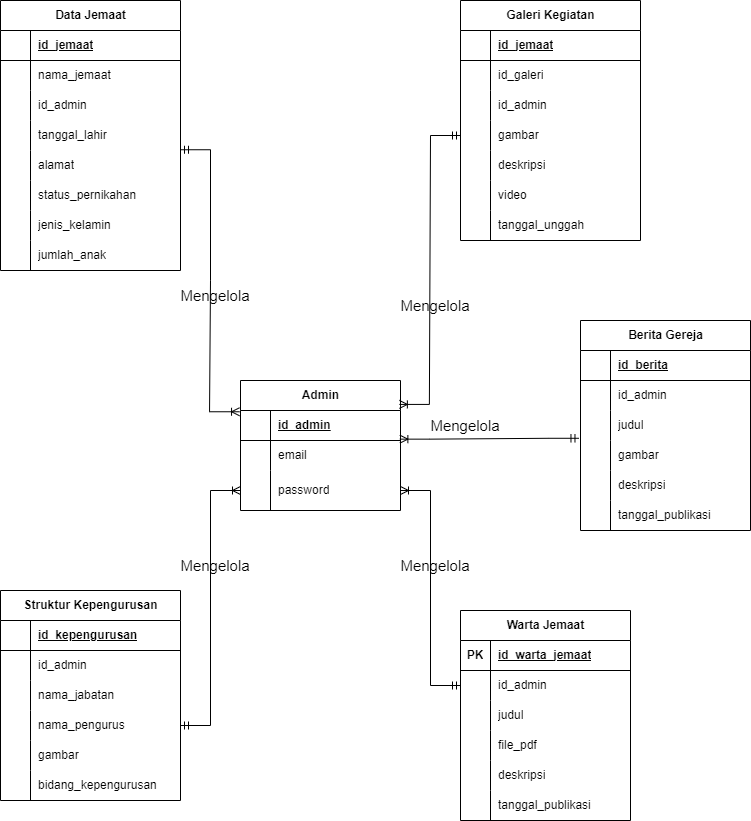 Data Jemaat
id_jemaat
nama_jemaat
id_admin
tanggal_lahir
alamat
status_pernikahan
jenis_kelamin
jumlah_anak
Galeri Kegiatan
id_jemaat
id_galeri
id_admin
gambar
deskripsi
video
tanggal_unggah
Mengelola
Mengelola
Berita Gereja
id_berita
id_admin
judul
gambar
deskripsi
tanggal_publikasi
Admin
id_admin
email
password
Mengelola
Mengelola
Mengelola
Struktur Kepengurusan
id_kepengurusan
id_admin
nama_jabatan
nama_pengurus
gambar
bidang_kepengurusan
Warta Jemaat
PK id_warta_jemaat
id_admin
judul
file_pdf
deskripsi
tanggal_publikasi